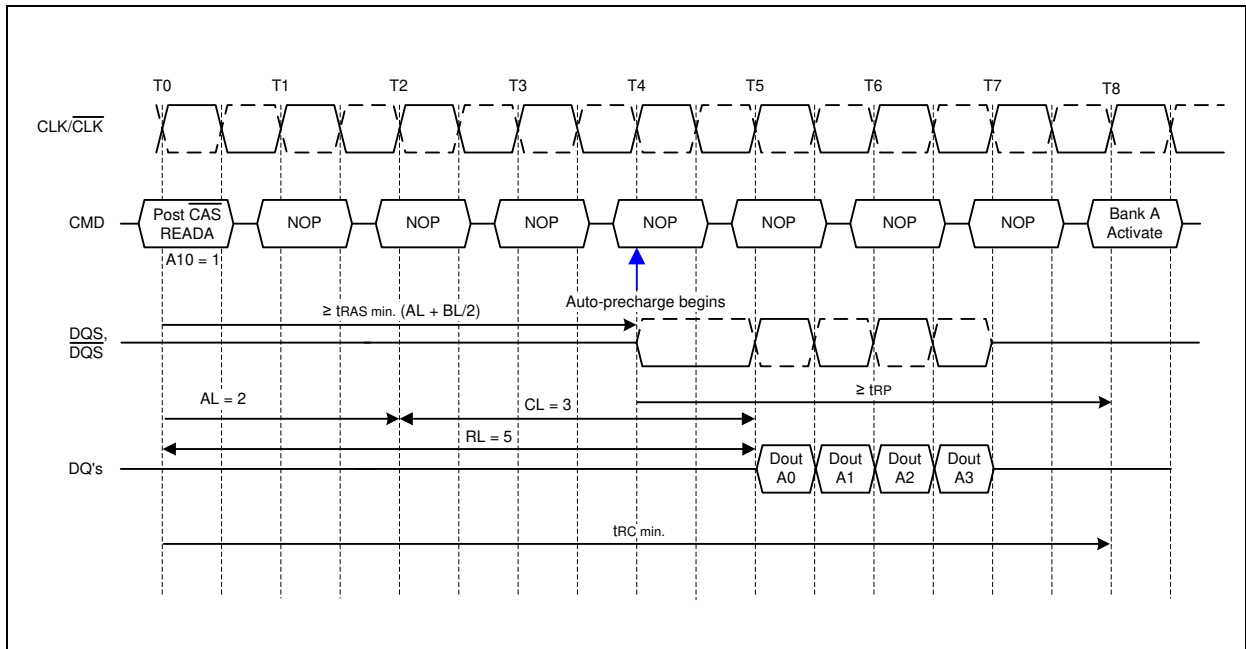 T0 T1 T2 T3 T4 T5 T6 T7 T8
CLK/CLK
CMD
Post CAS
READA
NOP NOP NOP NOP NOP NOP NOP
Bank A
Activate
A10 = 1
Auto-precharge begins
≥ tRAS min. (AL + BL/2)
DQS,
DQS
≥ tRP
AL = 2
CL = 3
RL = 5
DQ's
Dout
A0
Dout
A1
Dout
A2
Dout
A3
tRC min.